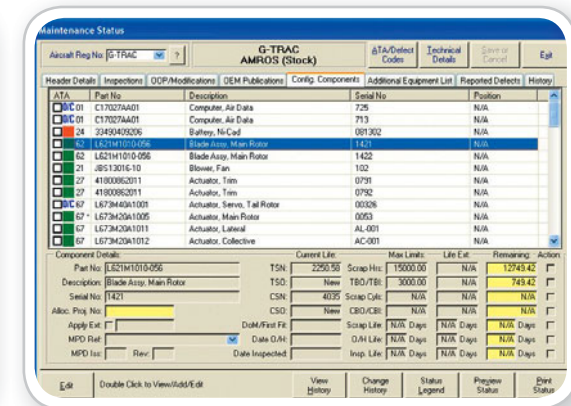 Maintenance Status
Aircraft Reg No: G-TRAC ?
G-TRAC
AMROS (Stock)
ATA/Defect Codes
Technical Details
Save or Cancel
Exit
Header Details Inspections OOP/Modifications OEM Publications Config. Components Additional Equipment List Reported Defects History
ATA Part No Description Serial No Position
O/C 01 C17027AA01 Computer, Air Data 725 N/A
O/C 01 C17027AA01 Computer, Air Data 713 N/A
24 33490409206 Battery, Ni-Cad 081302 N/A
62 L621M1010-056 Blade Assy, Main Rotor 1421 N/A
62 L621M1010-056 Blade Assy, Main Rotor 1422 N/A
21 JBS13016-10 Blower, Fan 102 N/A
27 41800862011 Actuator, Trim 0791 N/A
27 41800862011 Actuator, Trim 0792 N/A
O/C 67 L673M40A1001 Actuator, Servo, Tail Rotor 00326 N/A
67 * L673M20A1005 Actuator, Main Rotor 0053 N/A
67 L673M20A1011 Actuator, Lateral AL-001 N/A
67 L673M20A1012 Actuator, Collective AC-001 N/A
Component Details: Current Life: Max Limits: Life Ext. Remaining: Action:
Part No: L621M1010-056 TSN: 2250.58 Scrap Hrs: 15000.00 N/A 12749.42
Description: Blade Assy, Main Rotor TSO: New TBO/TBI: 3000.00 N/A 749.42
Serial No: 1421 CSN: 4035 Scrap Cyls: N/A N/A N/A
Alloc. Proj. No: CSO: New CBO/CBI: N/A N/A N/A
Apply Ext: DoM/First Fit: Scrap Life: N/A Days N/A Days N/A Days
MPD Ref: Date O/H: O/H Life: N/A Days N/A Days N/A Days
MPD Iss: Rev: Date Inspected: Insp. Life: N/A Days N/A Days N/A Days
Edit
Double Click to View/Add/Edit
View History
Change History
Status Legend
Preview Status
Print Status